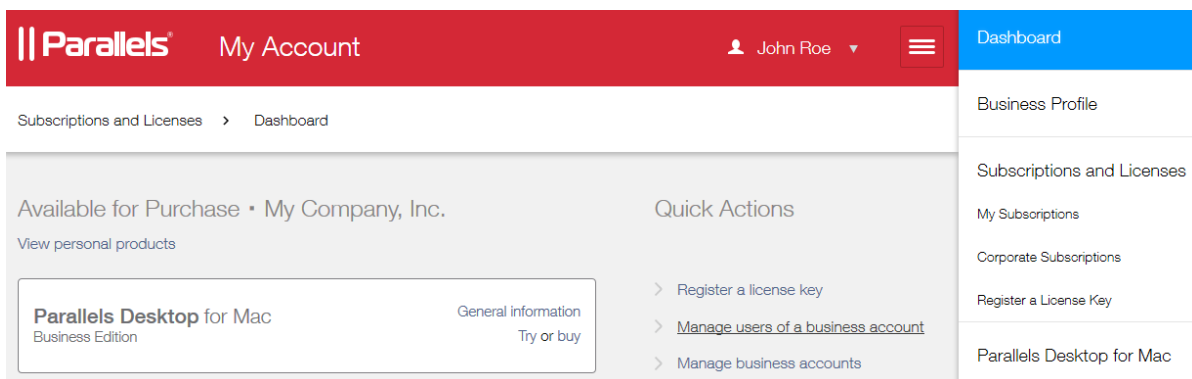 || Parallels® My Account John Roe ▼
Subscriptions and Licenses > Dashboard
Available for Purchase • My Company, Inc.
View personal products
Parallels Desktop for Mac
Business Edition
General information
Try or buy
Quick Actions
> Register a license key
> Manage users of a business account
> Manage business accounts
Dashboard
Business Profile
Subscriptions and Licenses
My Subscriptions
Corporate Subscriptions
Register a License Key
Parallels Desktop for Mac